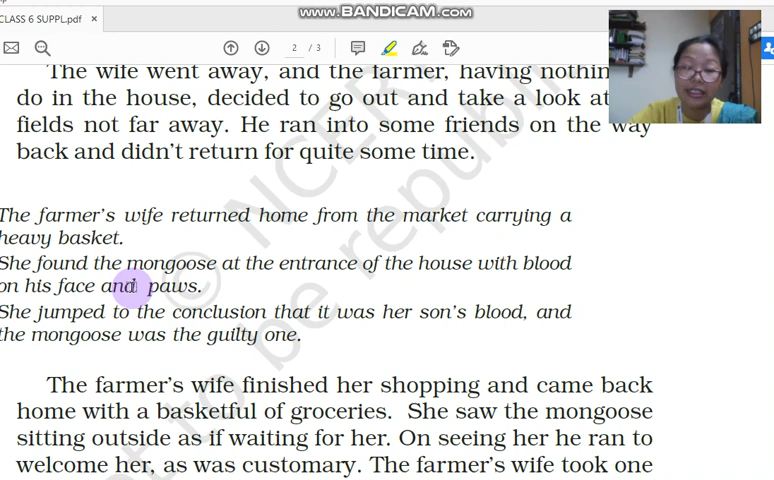 CLASS 6 SUPPL.pdf ×
www.BANDICAM.com
2 / 3
The wife went away, and the farmer, having
do in the house, decided to go out and take a look at
fields not far away. He ran into some friends on the way
back and didn't return for quite some time.
The farmer's wife returned home from the market carrying a
heavy basket.
She found the mongoose at the entrance of the house with blood
on his face and paws.
She jumped to the conclusion that it was her son's blood, and
the mongoose was the guilty one.
The farmer's wife finished her shopping and came back
home with a basketful of groceries. She saw the mongoose
sitting outside as if waiting for her. On seeing her he ran to
welcome her, as was customary. The farmer's wife took one
© NCERT
be republi